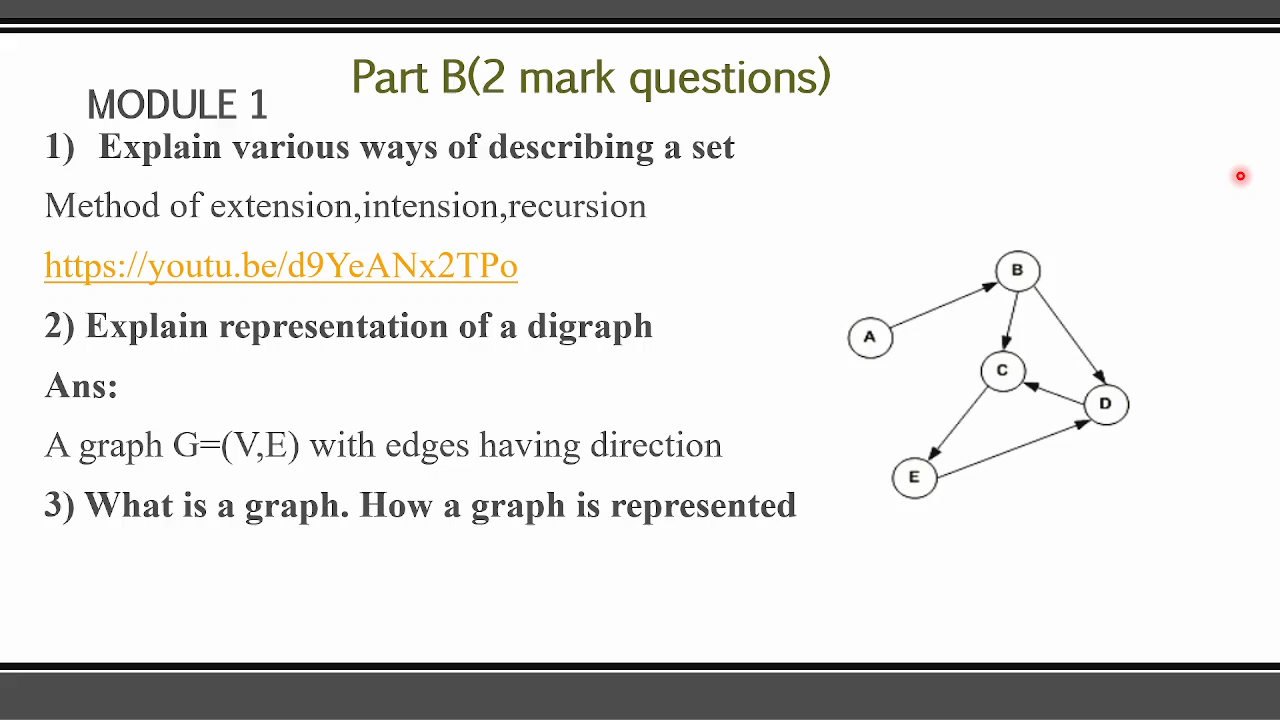 Part B(2 mark questions)
MODULE 1
1) Explain various ways of describing a set
Method of extension,intension,recursion
https://youtu.be/d9YeANx2TPo
2) Explain representation of a digraph
Ans:
A graph G=(V,E) with edges having direction
3) What is a graph. How a graph is represented
B
A
C
D
E